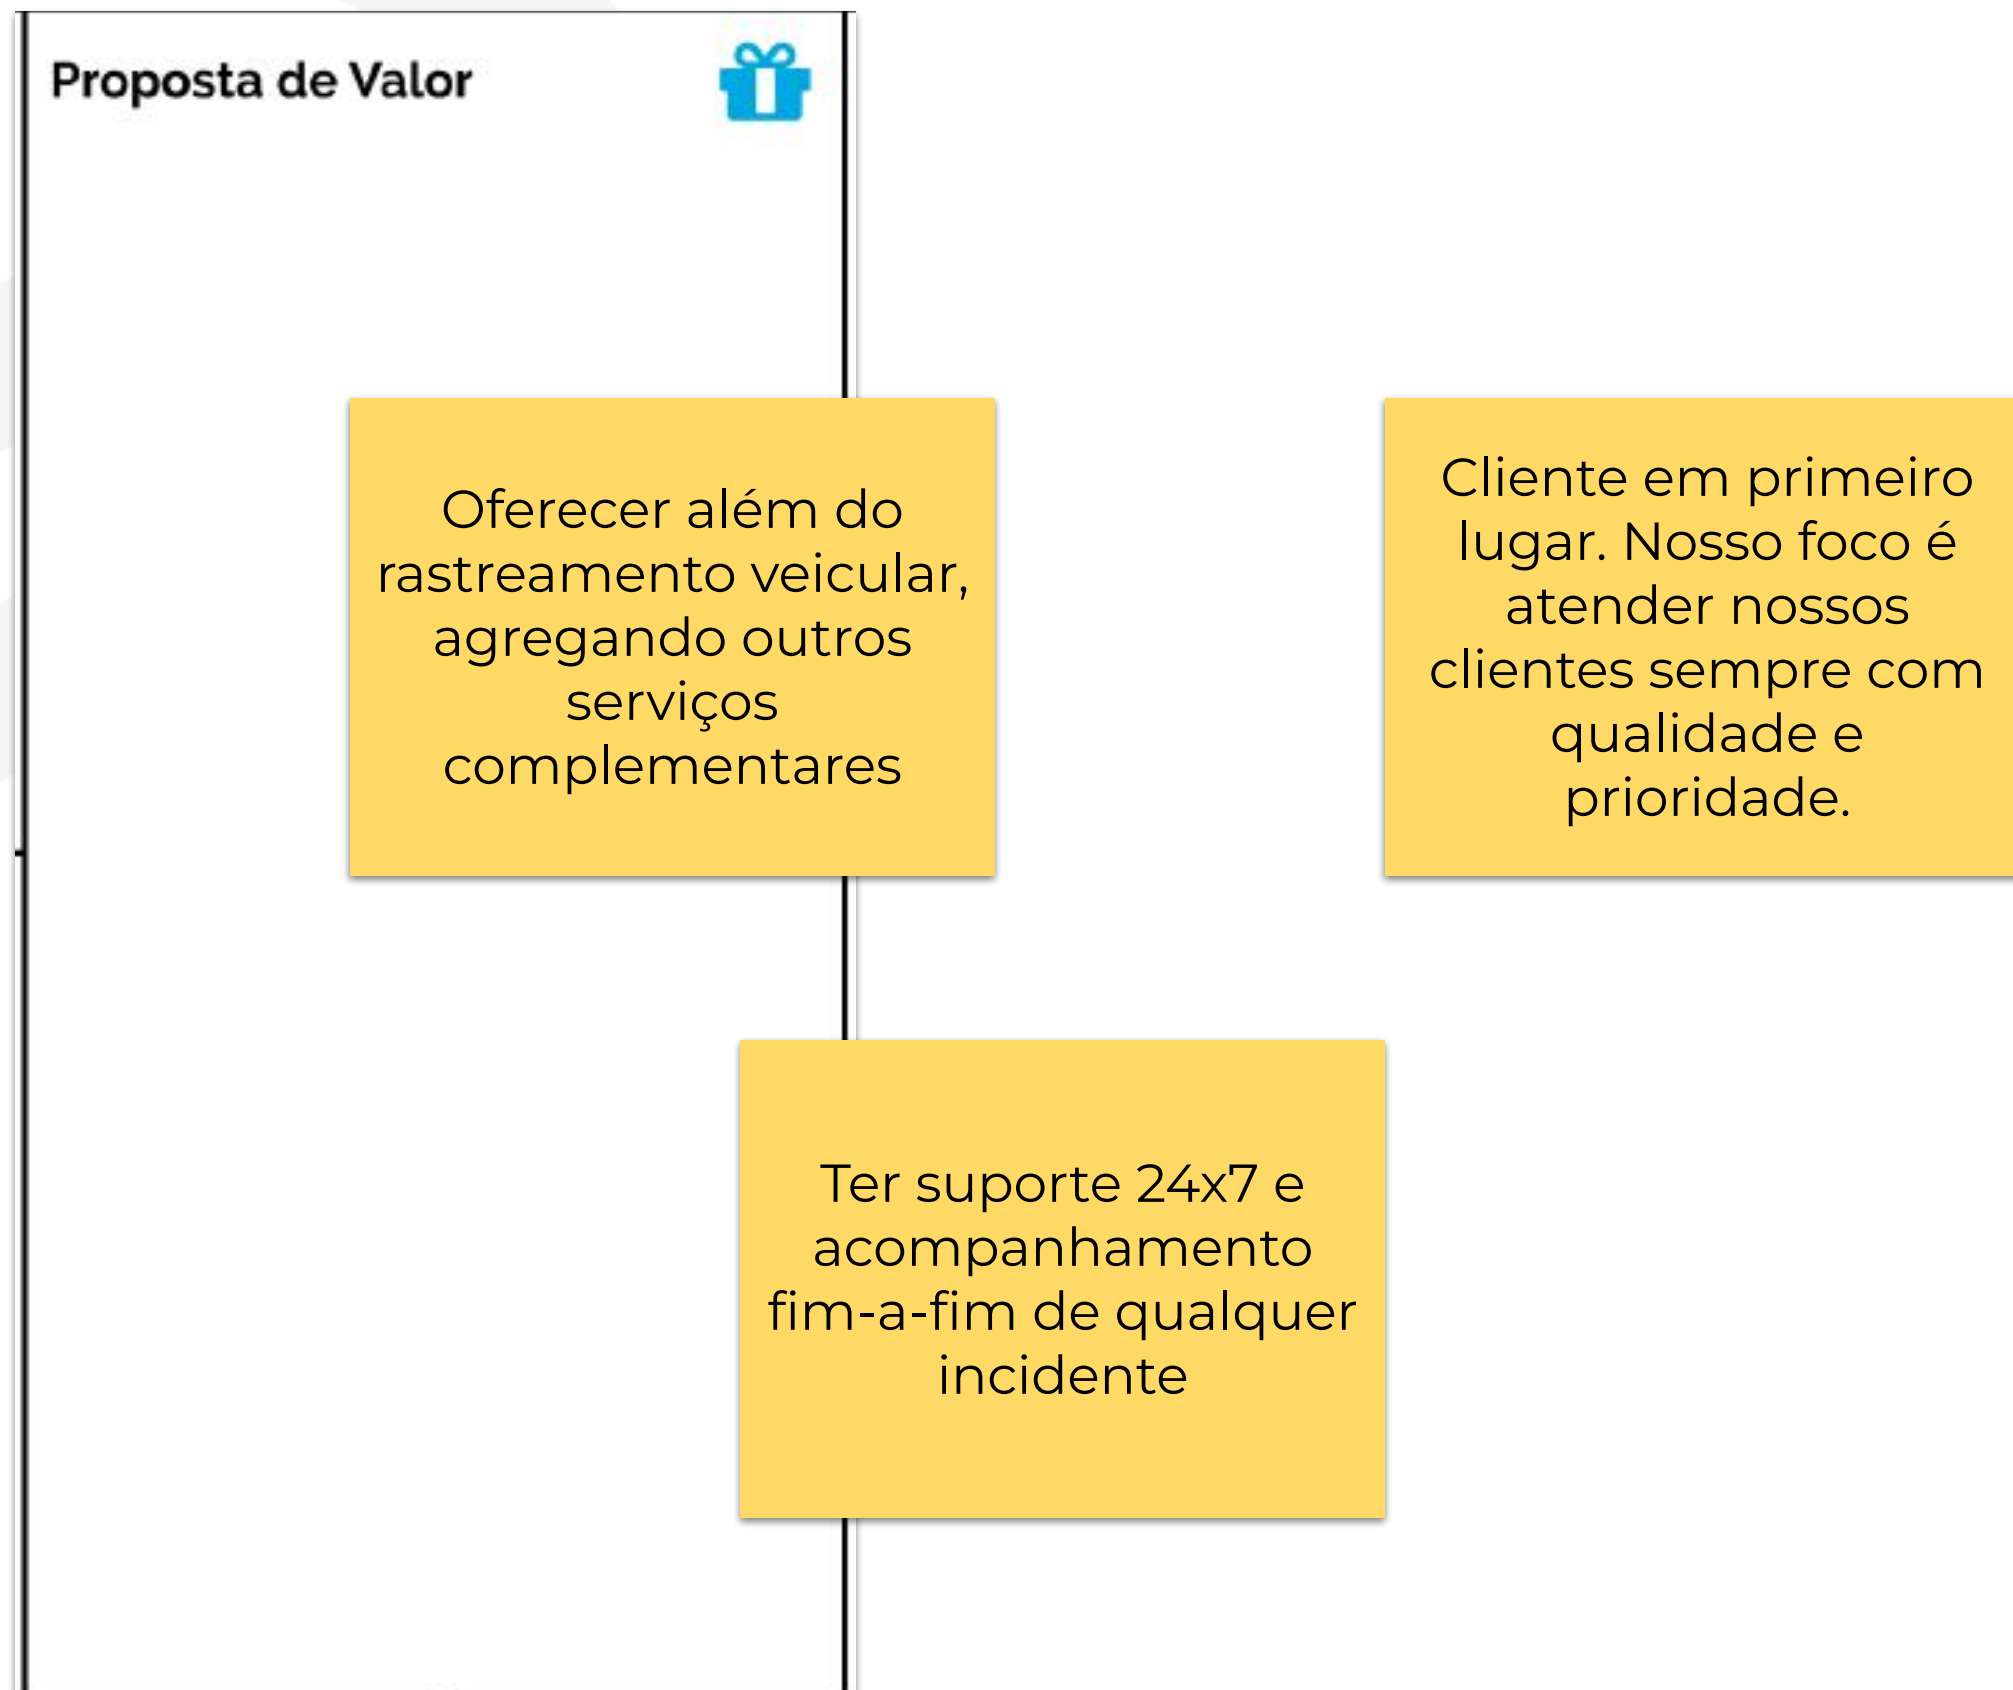 Proposta de Valor
Oferecer além do
rastreamento veicular,
agregando outros
serviços
complementares
Cliente em primeiro
lugar. Nosso foco é
atender nossos
clientes sempre com
qualidade e
prioridade.
Ter suporte 24x7 e
acompanhamento
fim-a-fim de qualquer
incidente